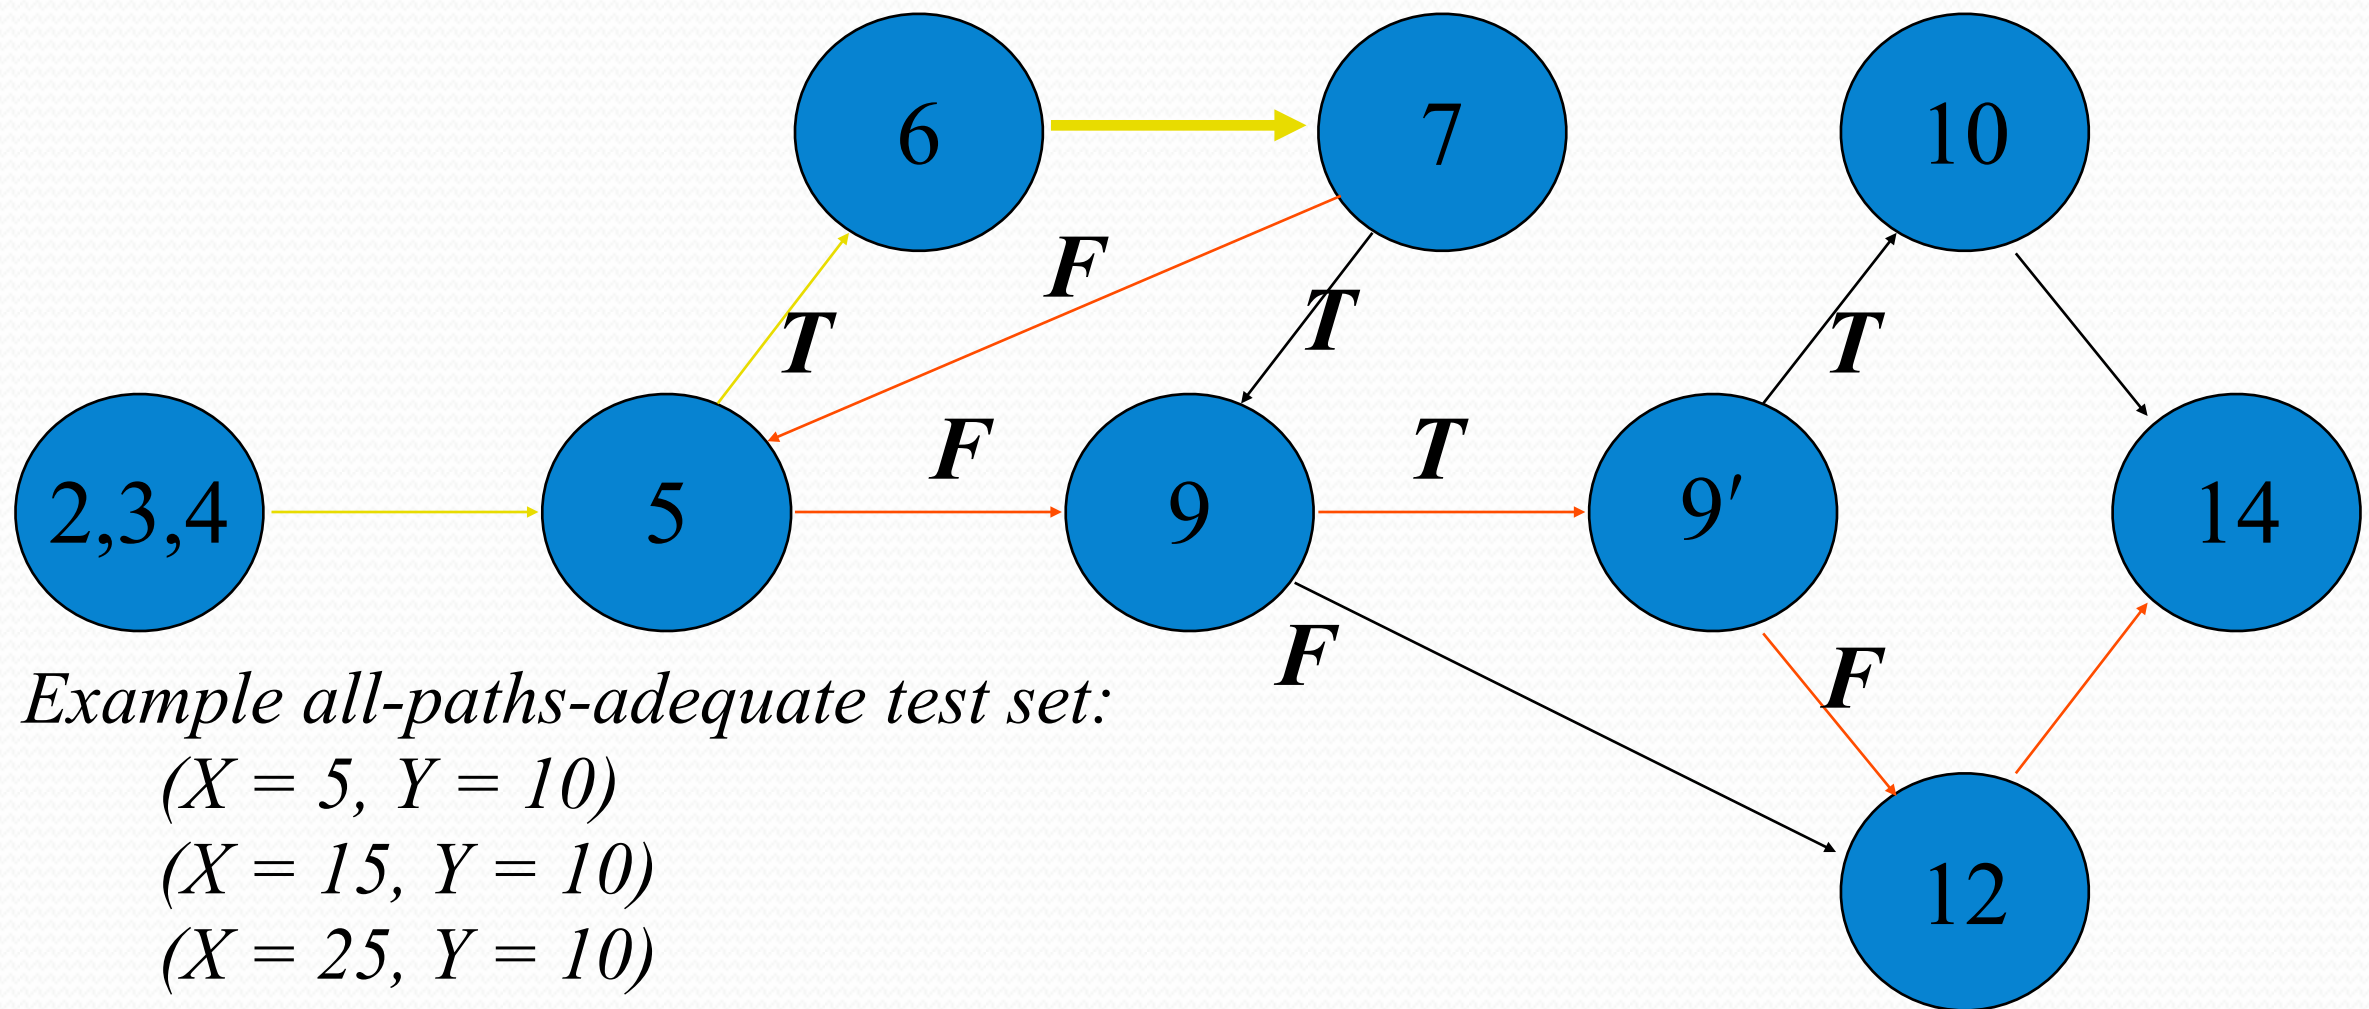 6
7
10
F
T
T
T
2,3,4
5
F
9
T
9′
14
F
F
12
Example all-paths-adequate test set:
(X = 5, Y = 10)
(X = 15, Y = 10)
(X = 25, Y = 10)